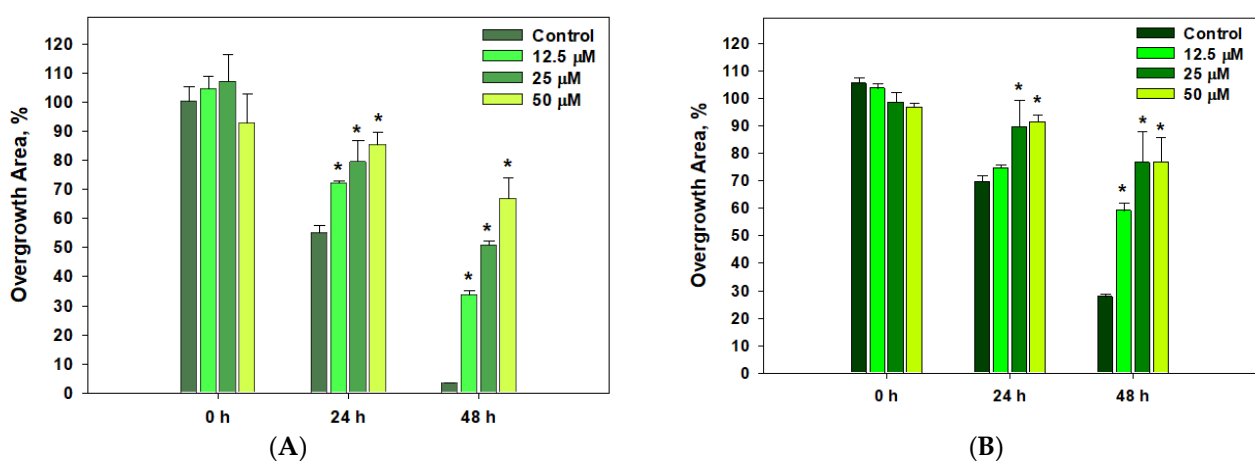 Overgrowth Area, %
120
110
100
90
80
70
60
50
40
30
20
10
0
Control
12.5 μM
25 μM
50 μM
* * *
* * *
0 h 24 h 48 h
(A)
Overgrowth Area, %
120
110
100
90
80
70
60
50
40
30
20
10
0
Control
12.5 μM
25 μM
50 μM
* *
* * *
0 h 24 h 48 h
(B)